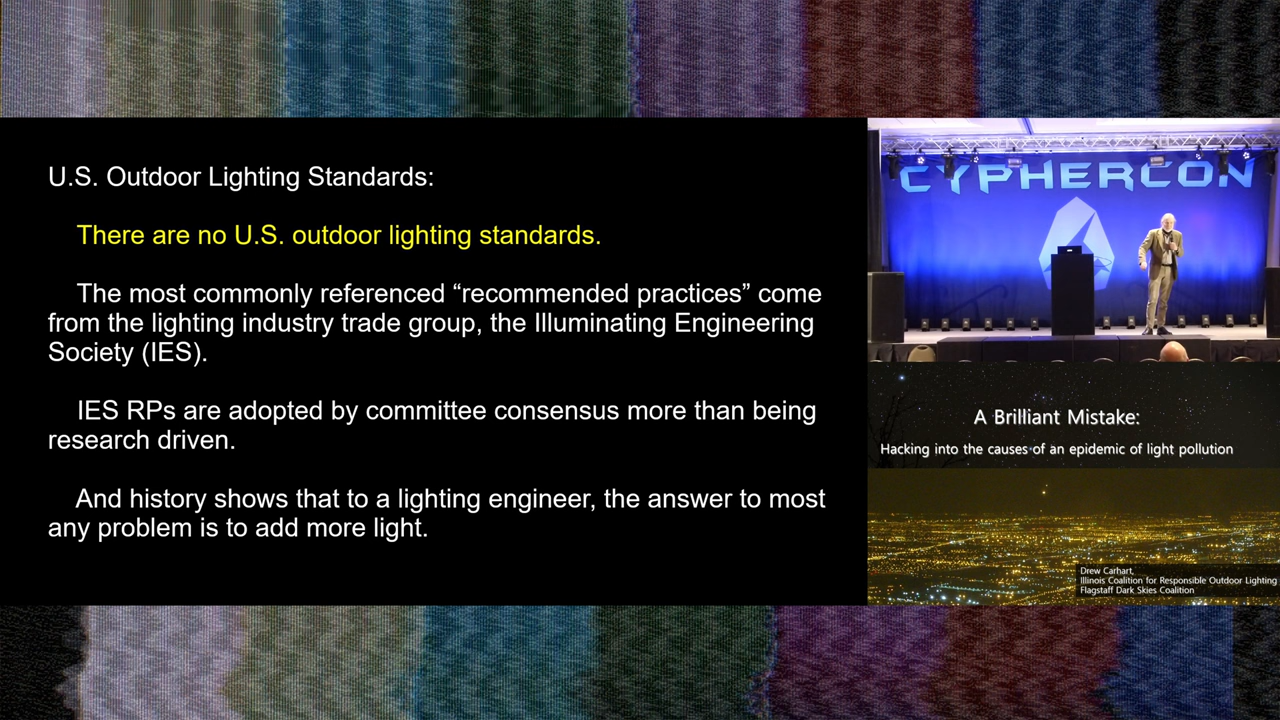 U.S. Outdoor Lighting Standards:
There are no U.S. outdoor lighting standards.
The most commonly referenced “recommended practices” come
from the lighting industry trade group, the Illuminating Engineering
Society (IES).
IES RPs are adopted by committee consensus more than being
research driven.
And history shows that to a lighting engineer, the answer to most
any problem is to add more light.
CYPHERCON
A Brilliant Mistake:
Hacking into the causes of an epidemic of light pollution
Drew Carhart,
Illinois Coalition for Responsible Outdoor Lighting
Flagstaff Dark Skies Coalition